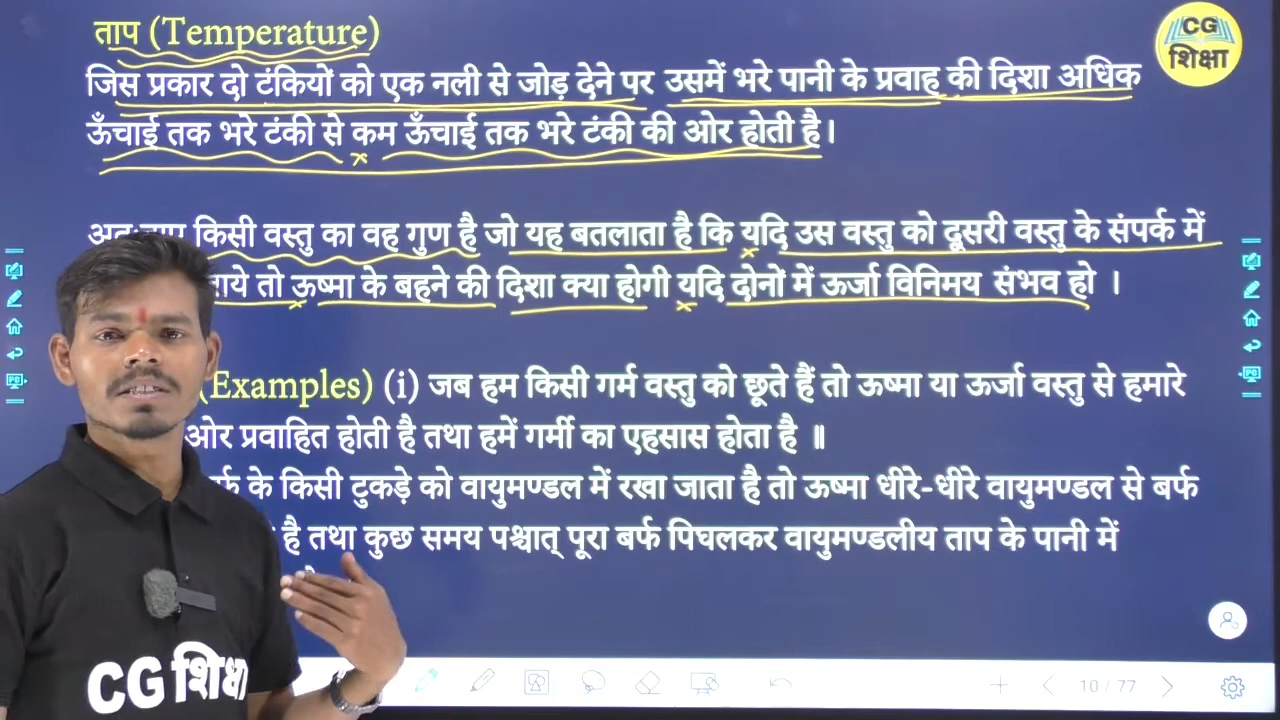 ताप (Temperature)
CG
शिक्षा
जिस प्रकार दो टंकियों को एक नली से जोड़ देने पर उसमें भरे पानी के प्रवाह की दिशा अधिक
ऊँचाई तक भरे टंकी से कम ऊँचाई तक भरे टंकी की ओर होती है।
किसी वस्तु का वह गुण है जो यह बतलाता है कि यदि उस वस्तु को दूसरी वस्तु के संपर्क में
तो ऊष्मा के बहने की दिशा क्या होगी यदि दोनों में ऊर्जा विनिमय संभव हो ।
(Examples) (i) जब हम किसी गर्म वस्तु को छूते हैं तो ऊष्मा या ऊर्जा वस्तु से हमारे
ओर प्रवाहित होती है तथा हमें गर्मी का एहसास होता है ॥
के किसी टुकड़े को वायुमण्डल में रखा जाता है तो ऊष्मा धीरे-धीरे वायुमण्डल से बर्फ
है तथा कुछ समय पश्चात् पूरा बर्फ पिघलकर वायुमण्डलीय ताप के पानी में
CG शिक्षा
10 / 77